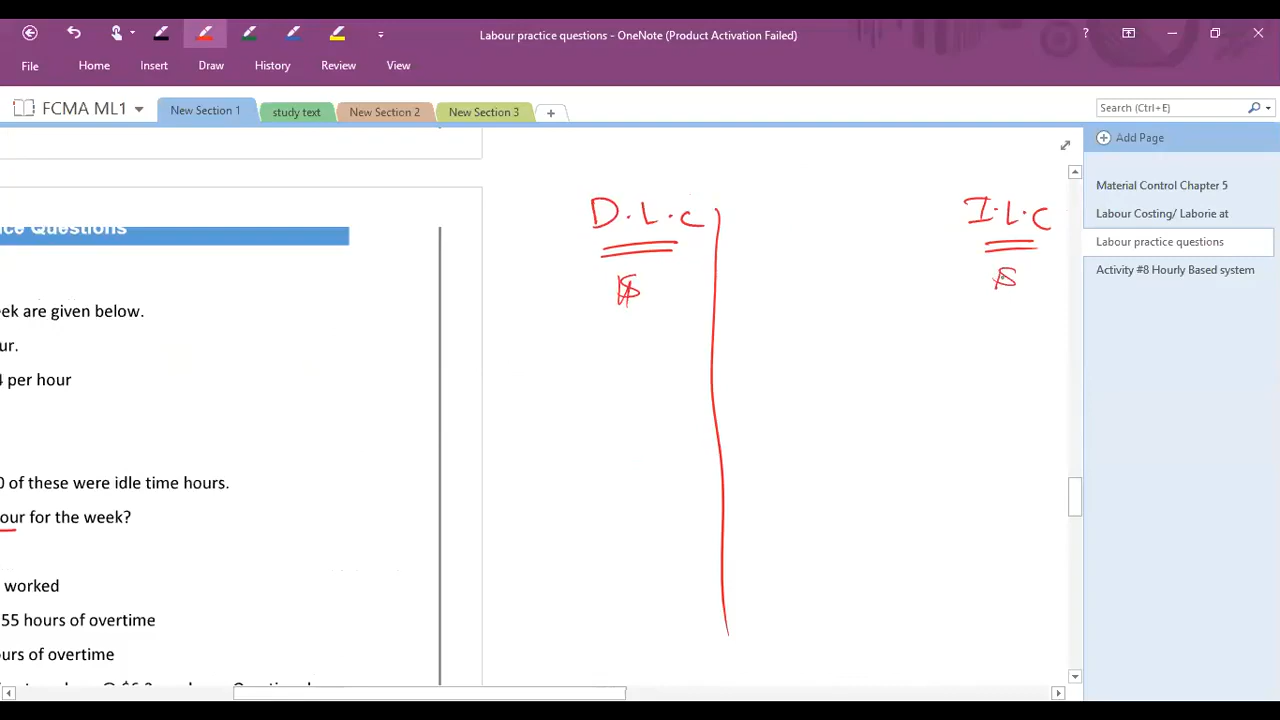 Labour practice questions - OneNote (Product Activation Failed)
?
File Home Insert Draw History Review View
FCMA ML1 New Section 1 study text New Section 2 New Section 3
Search (Ctrl+E)
Add Page
Material Control Chapter 5
Labour Costing/ Laborie at
Labour practice questions
Activity #8 Hourly Based system
D.L.C
I.L.C
$
$
ce Questions
eek are given below.
ur.
4 per hour
0 of these were idle time hours.
our for the week?
worked
55 hours of overtime
ours of overtime